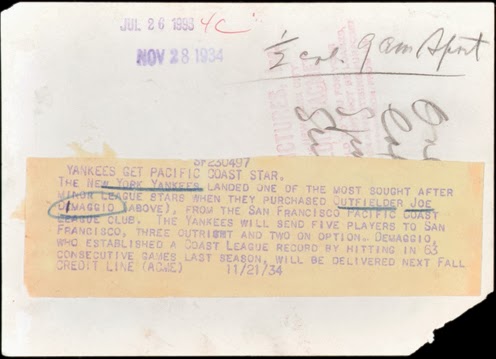 JUL 26 1993 4C
NOV 28 1934
1/2 col. 9 am Sport
SF230497
YANKEES GET PACIFIC COAST STAR.
THE NEW YORK YANKEES LANDED ONE OF THE MOST SOUGHT AFTER
MINOR LEAGUE STARS WHEN THEY PURCHASED OUTFIELDER JOE
DEMAGGIO (ABOVE), FROM THE SAN FRANCISCO PACIFIC COAST
LEAGUE CLUB. THE YANKEES WILL SEND FIVE PLAYERS TO SAN
FRANCISCO, THREE OUTRIGHT AND TWO ON OPTION. DEMAGGIO,
WHO ESTABLISHED A COAST LEAGUE RECORD BY HITTING IN 63
CONSECUTIVE GAMES LAST SEASON, WILL BE DELIVERED NEXT FALL
CREDIT LINE (ACME) 11/21/34